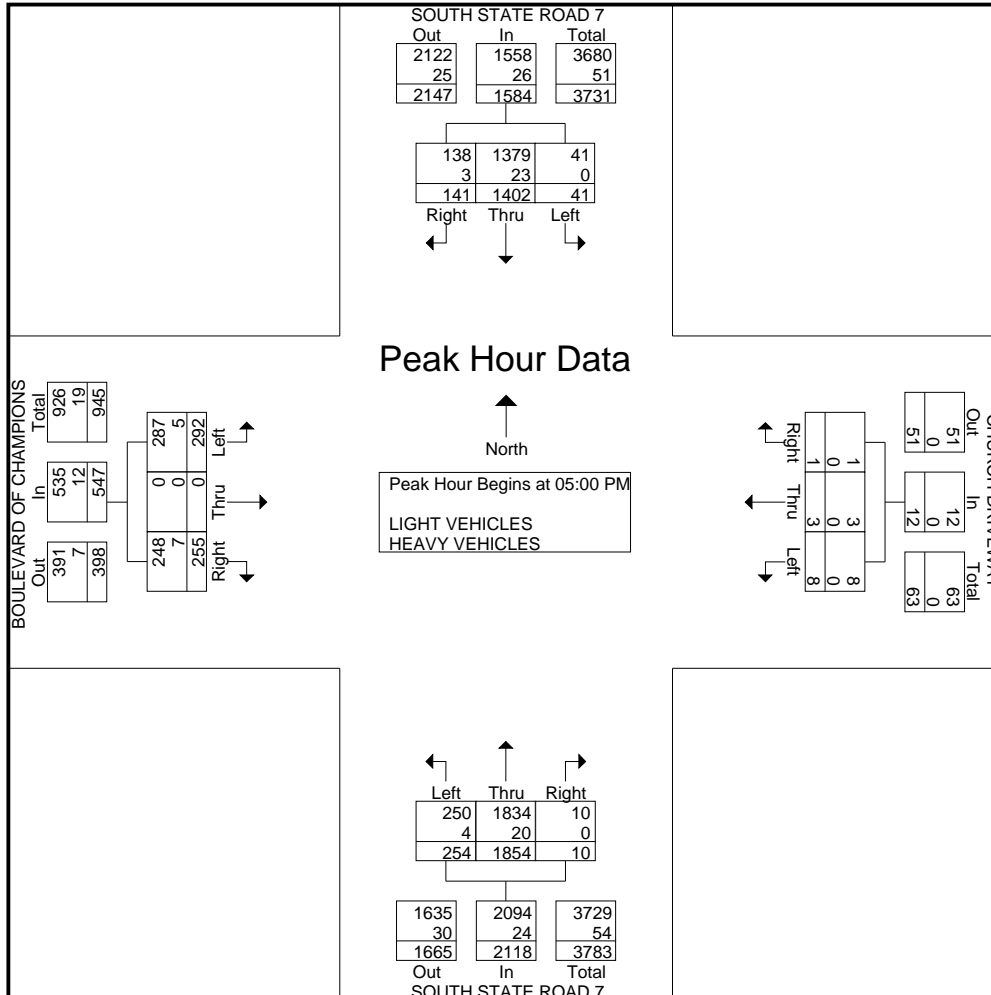 SOUTH STATE ROAD 7
Out In Total
2122 1558 3680
25 26 51
2147 1584 3731
138 1379 41
3 23 0
141 1402 41
Right Thru Left
Peak Hour Data
North
Peak Hour Begins at 05:00 PM
LIGHT VEHICLES
HEAVY VEHICLES
BOULEVARD OF CHAMPIONS
Out In Total
391 535 926
7 12 19
398 547 945
Left Thru Right
287 0 248
5 0 7
292 0 255
Out In Total
51 12 63
0 0 0
51 12 63
Right Thru Left
1 3 8
0 0 0
1 3 8
Left Thru Right
250 1834 10
4 20 0
254 1854 10
1635 2094 3729
30 24 54
1665 2118 3783
Out In Total
SOUTH STATE ROAD 7